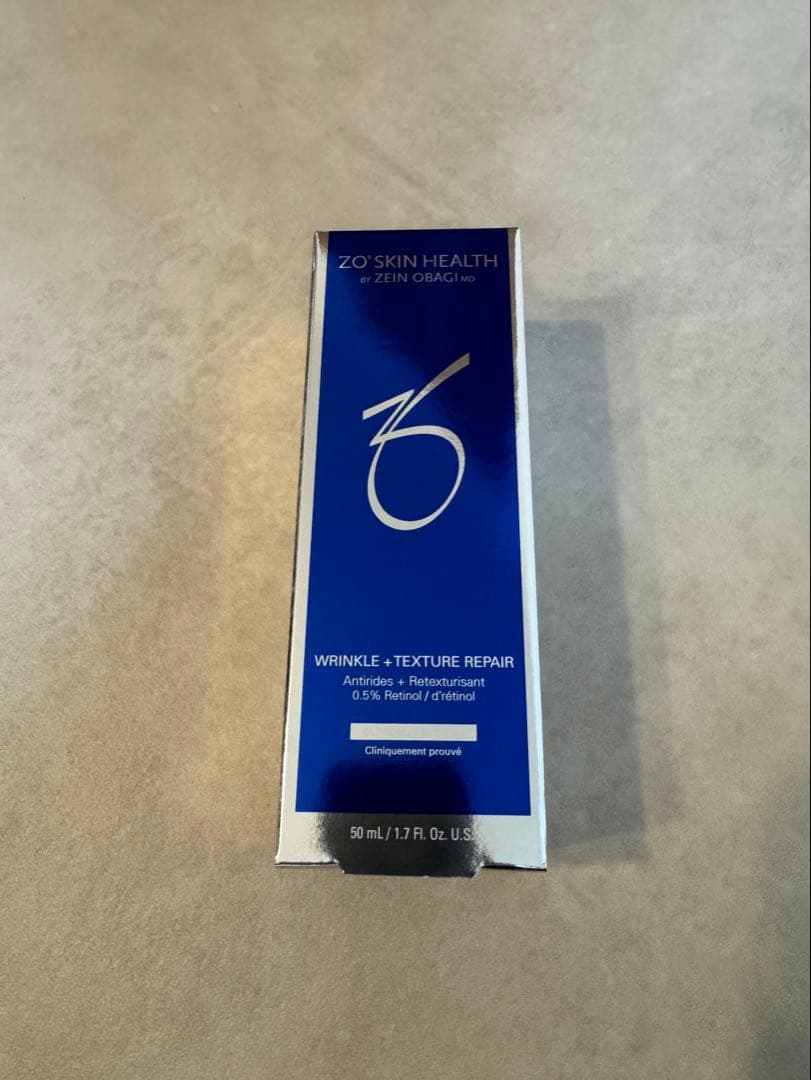 ZO® SKIN HEALTH
BY ZEIN OBAGI MD
WRINKLE + TEXTURE REPAIR
Antirides + Retexturisant
0.5% Retinol / d'rétinol
Cliniquement prouvé
50 mL / 1.7 Fl. Oz. U.S.